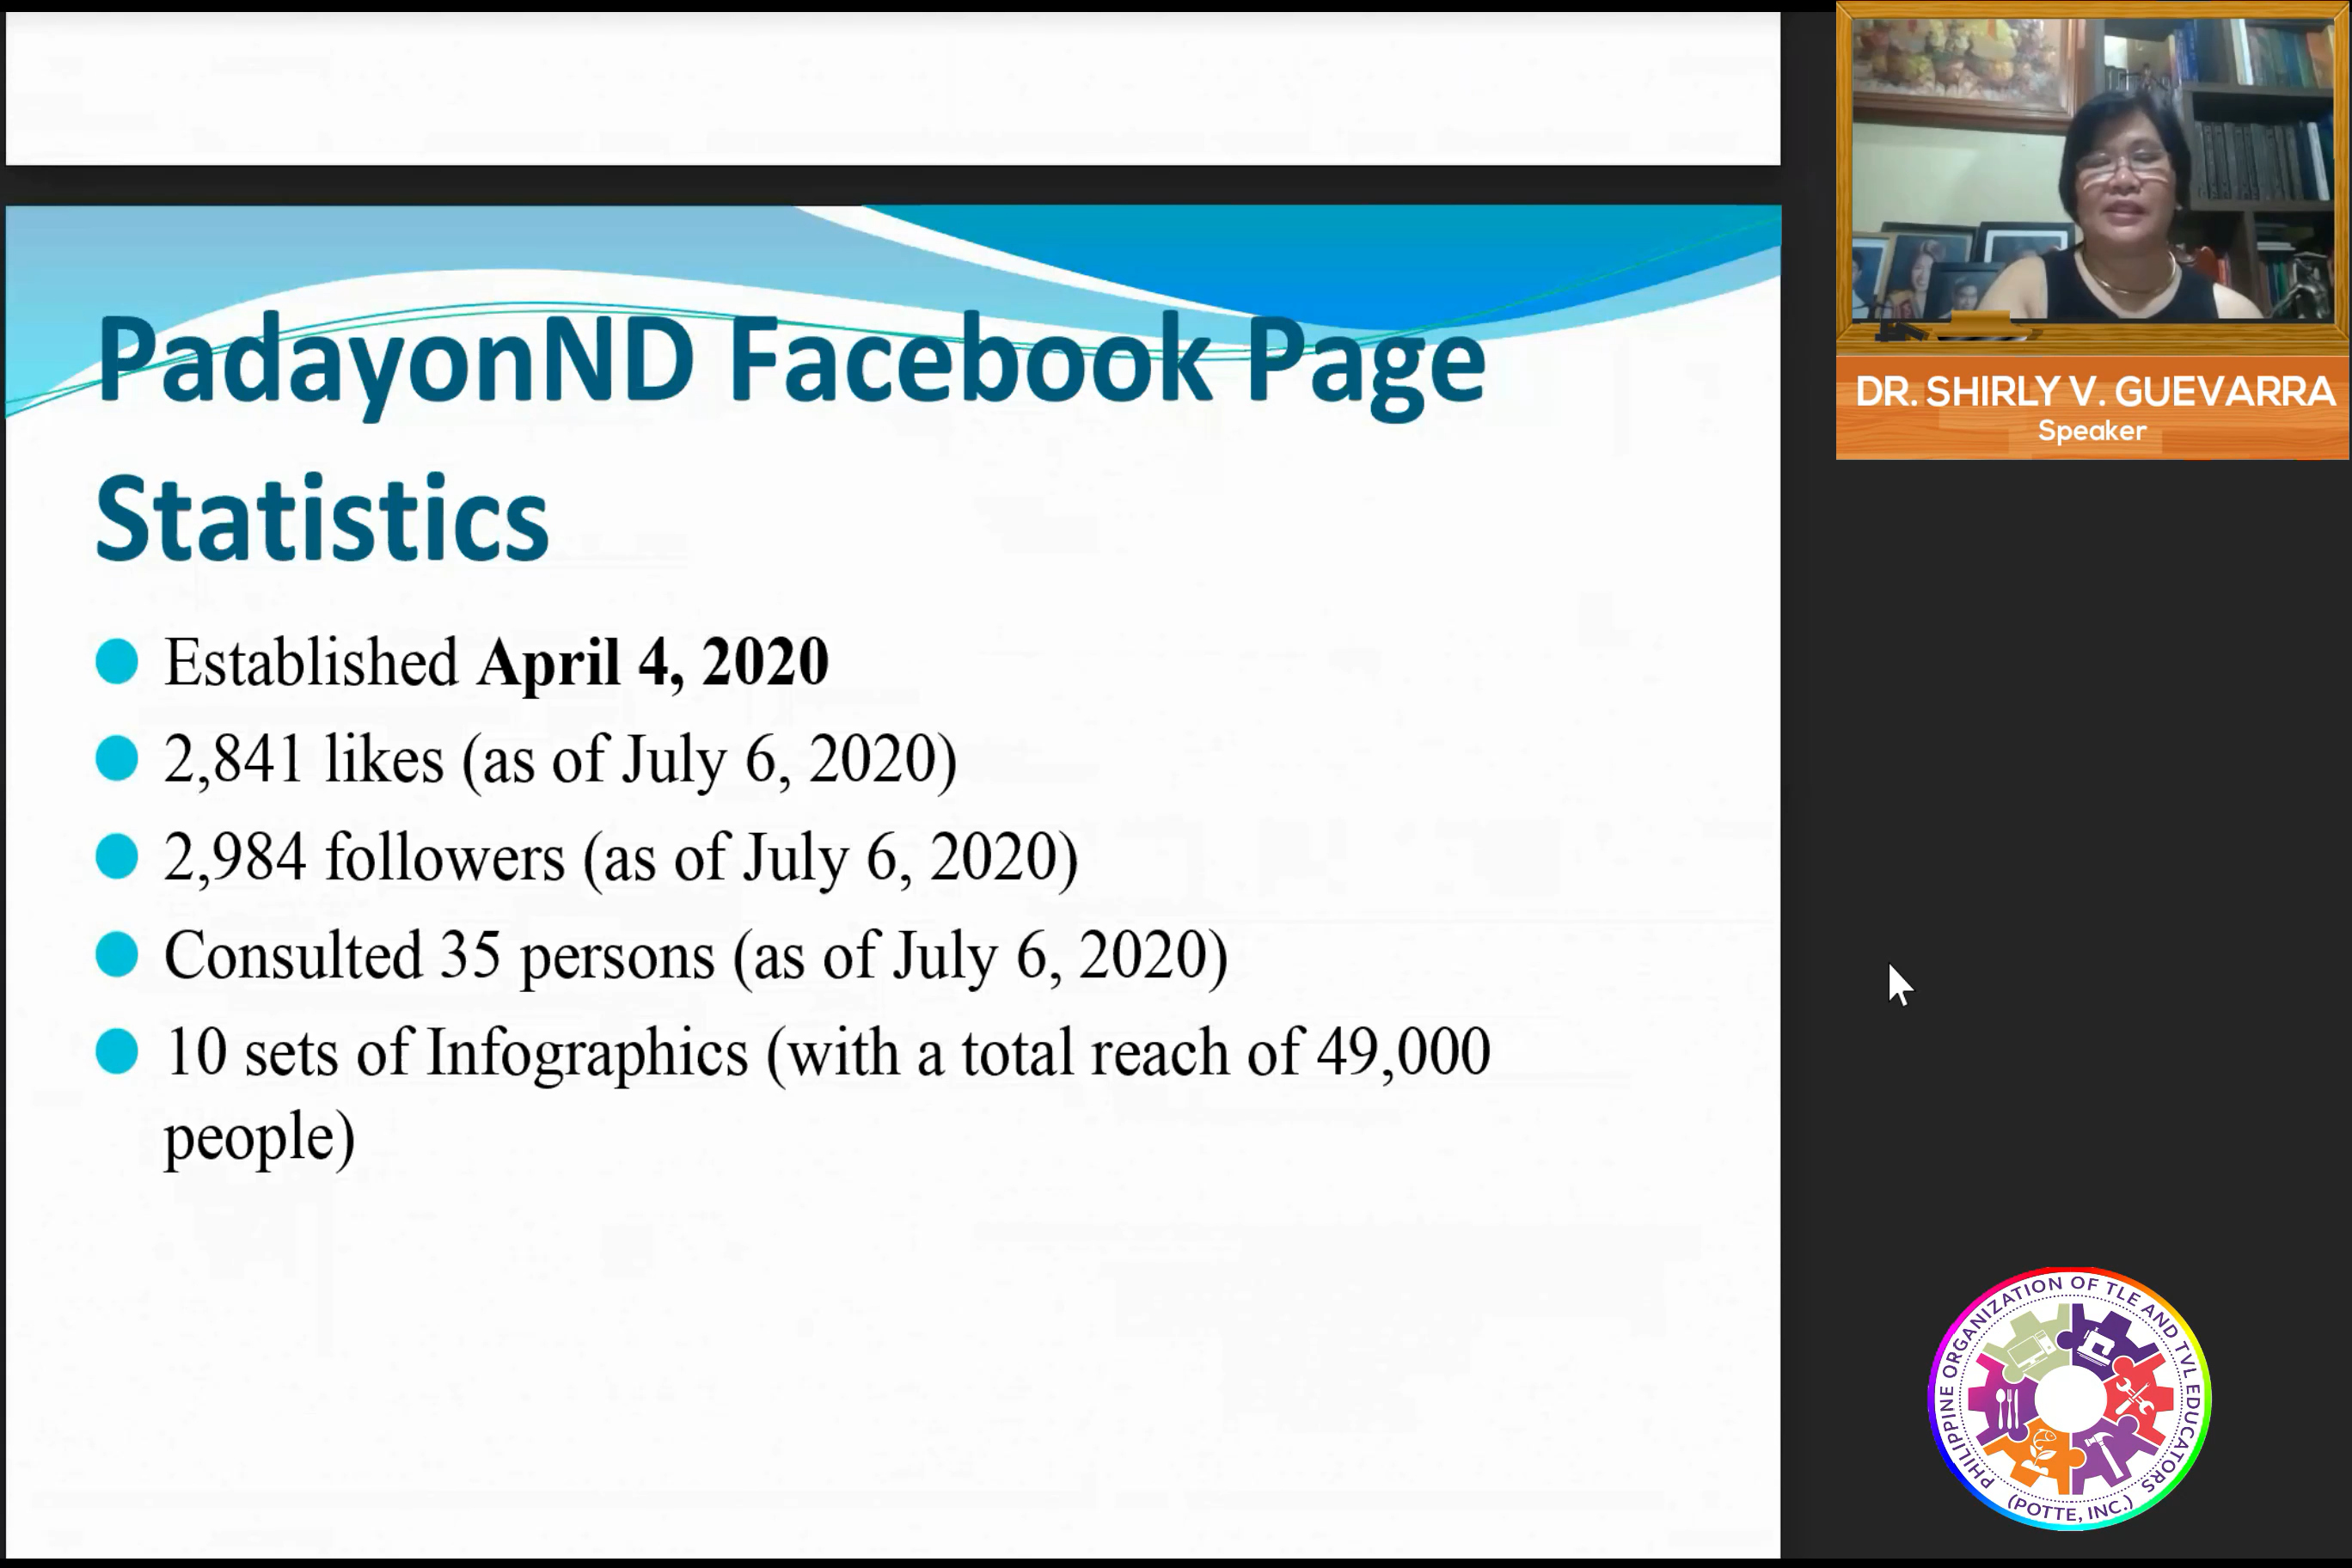 PadayonND Facebook Page
Statistics
Established April 4, 2020
2,841 likes (as of July 6, 2020)
2,984 followers (as of July 6, 2020)
Consulted 35 persons (as of July 6, 2020)
10 sets of Infographics (with a total reach of 49,000
people)
DR. SHIRLY V. GUEVARRA
Speaker
PHILIPPINE ORGANIZATION OF TLE AND TVL EDUCATORS
(POTTE, INC.)